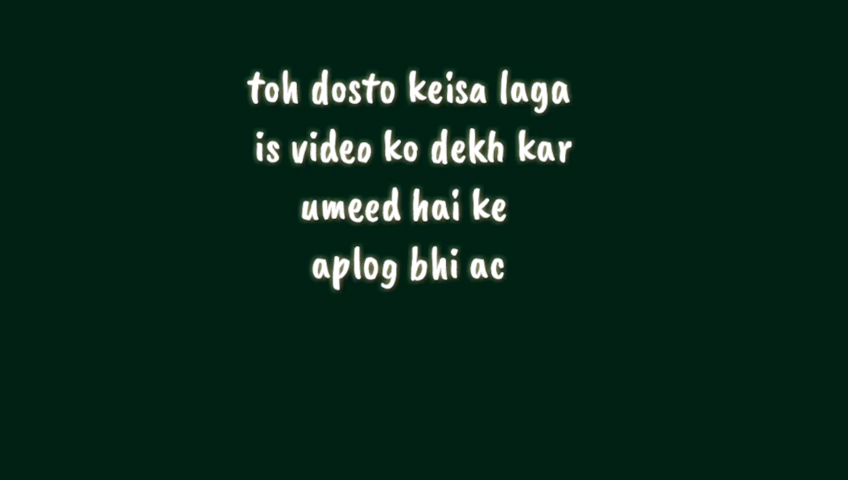 toh dosto keisa laga
is video ko dekh kar
umeed hai ke
aplog bhi ac